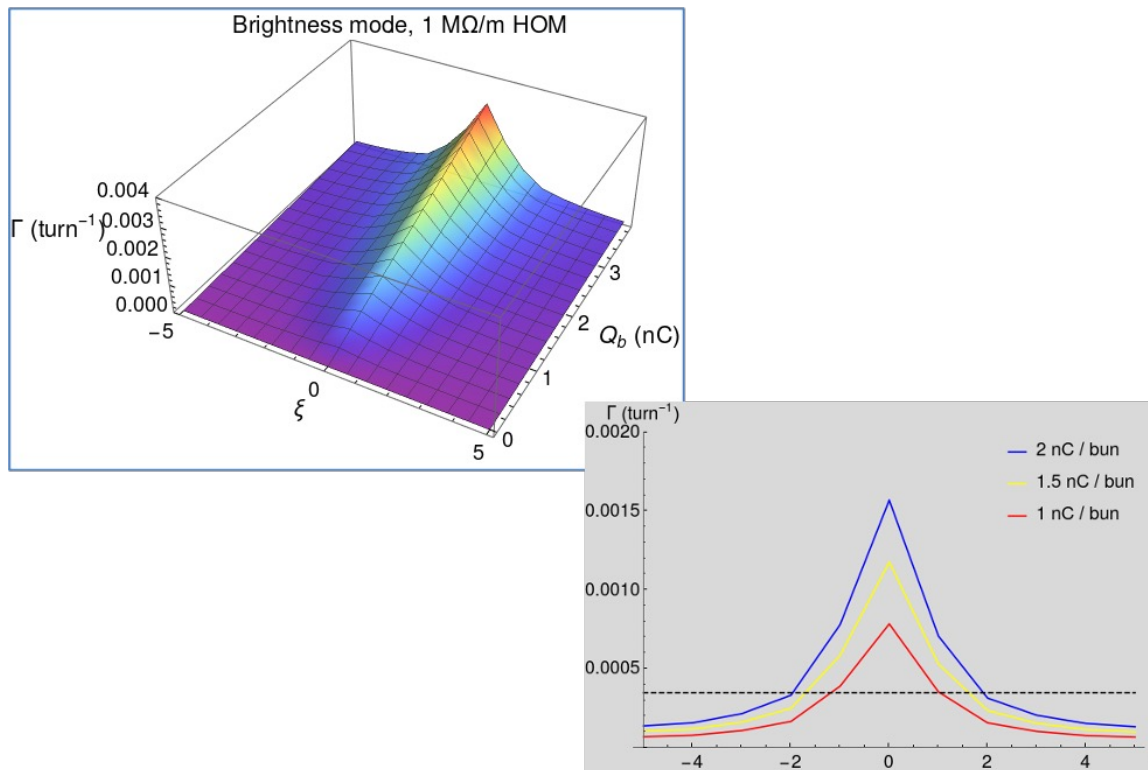 Brightness mode, 1 MΩ/m HOM
0.004
0.003
Γ (turn⁻¹)
0.002
0.001
0.000
−5
0
5
ξ
0
1
2
3
Q_b (nC)
Γ (turn⁻¹)
0.0020
0.0015
0.0010
0.0005
2 nC / bun
1.5 nC / bun
1 nC / bun
−4 −2 0 2 4